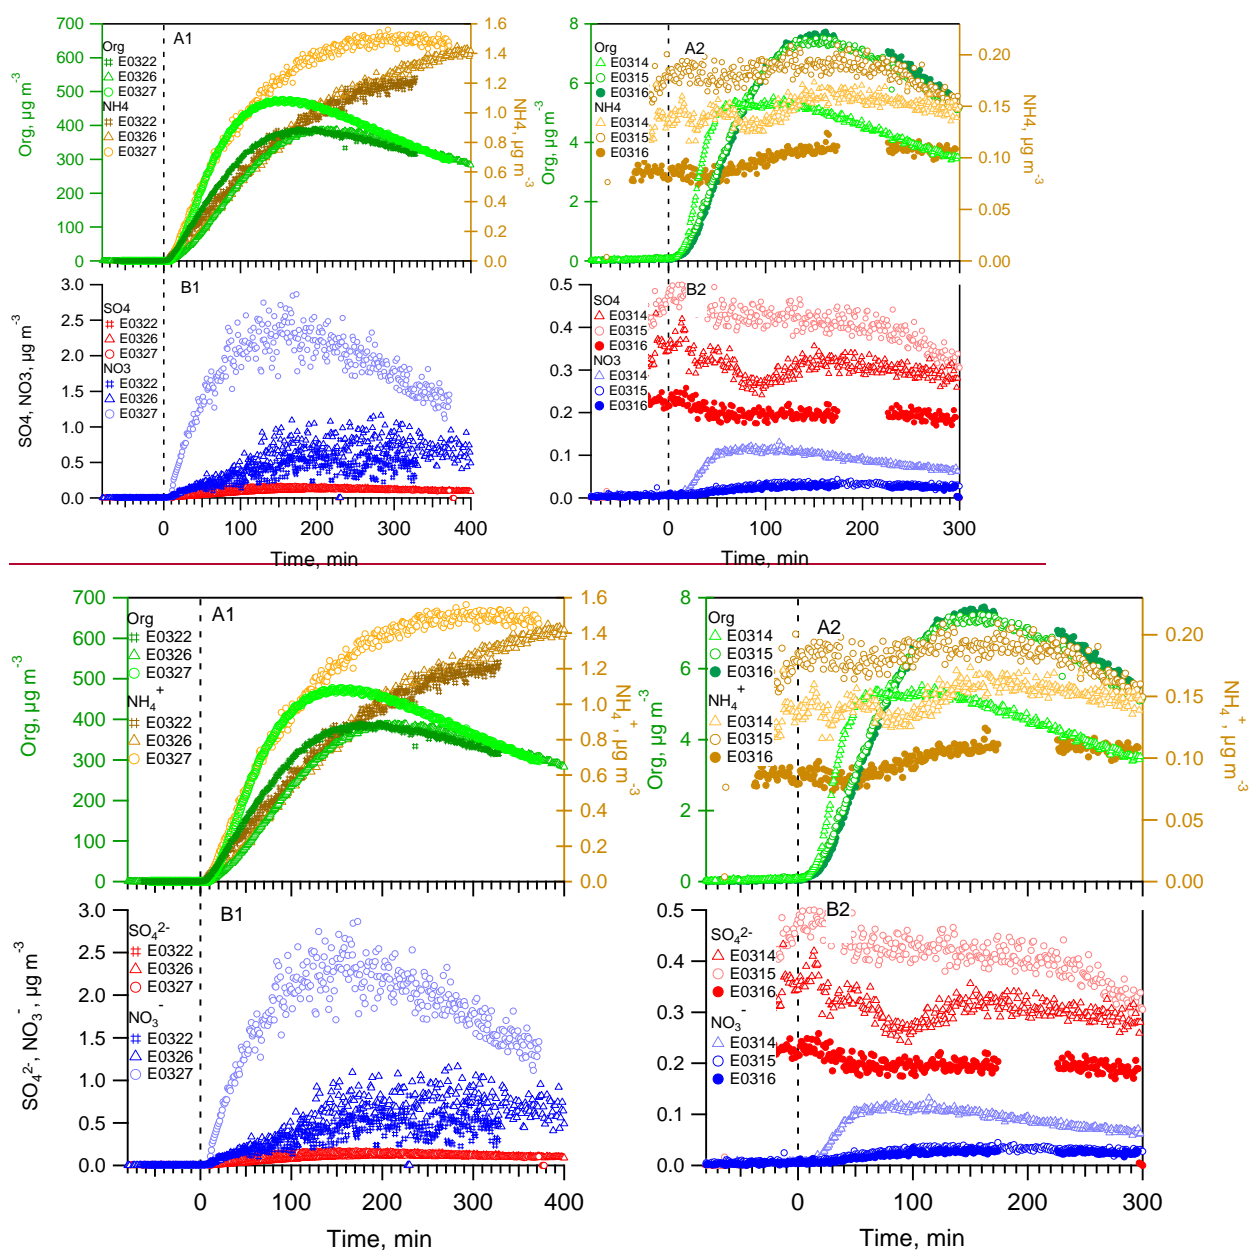 700
600
500
400
300
200
100
0
Org, µg m-3
A1
Org
E0322
E0326
E0327
NH4
E0322
E0326
E0327
1.6
1.4
1.2
1.0
0.8
0.6
0.4
0.2
0.0
NH4, µg m-3
8
6
4
2
0
Org, µg m-3
A2
Org
E0314
E0315
E0316
NH4
E0314
E0315
E0316
0.20
0.15
0.10
0.05
0.00
NH4, µg m-3
3.0
2.5
2.0
1.5
1.0
0.5
0.0
SO4, NO3, µg m-3
B1
SO4
E0322
E0326
E0327
NO3
E0322
E0326
E0327
0 100 200 300 400
Time, min
0.5
0.4
0.3
0.2
0.1
0.0
B2
SO4
E0314
E0315
E0316
NO3
E0314
E0315
E0316
0 100 200 300
Time, min
700
600
500
400
300
200
100
0
Org, µg m-3
A1
Org
E0322
E0326
E0327
NH4+
E0322
E0326
E0327
1.6
1.4
1.2
1.0
0.8
0.6
0.4
0.2
0.0
NH4+, µg m-3
8
6
4
2
0
Org, µg m-3
A2
Org
E0314
E0315
E0316
NH4+
E0314
E0315
E0316
0.20
0.15
0.10
0.05
0.00
NH4+, µg m-3
3.0
2.5
2.0
1.5
1.0
0.5
0.0
SO42-, NO3-, µg m-3
B1
SO42-
E0322
E0326
E0327
NO3-
E0322
E0326
E0327
0 100 200 300 400
Time, min
0.5
0.4
0.3
0.2
0.1
0.0
B2
SO42-
E0314
E0315
E0316
NO3-
E0314
E0315
E0316
0 100 200 300
Time, min